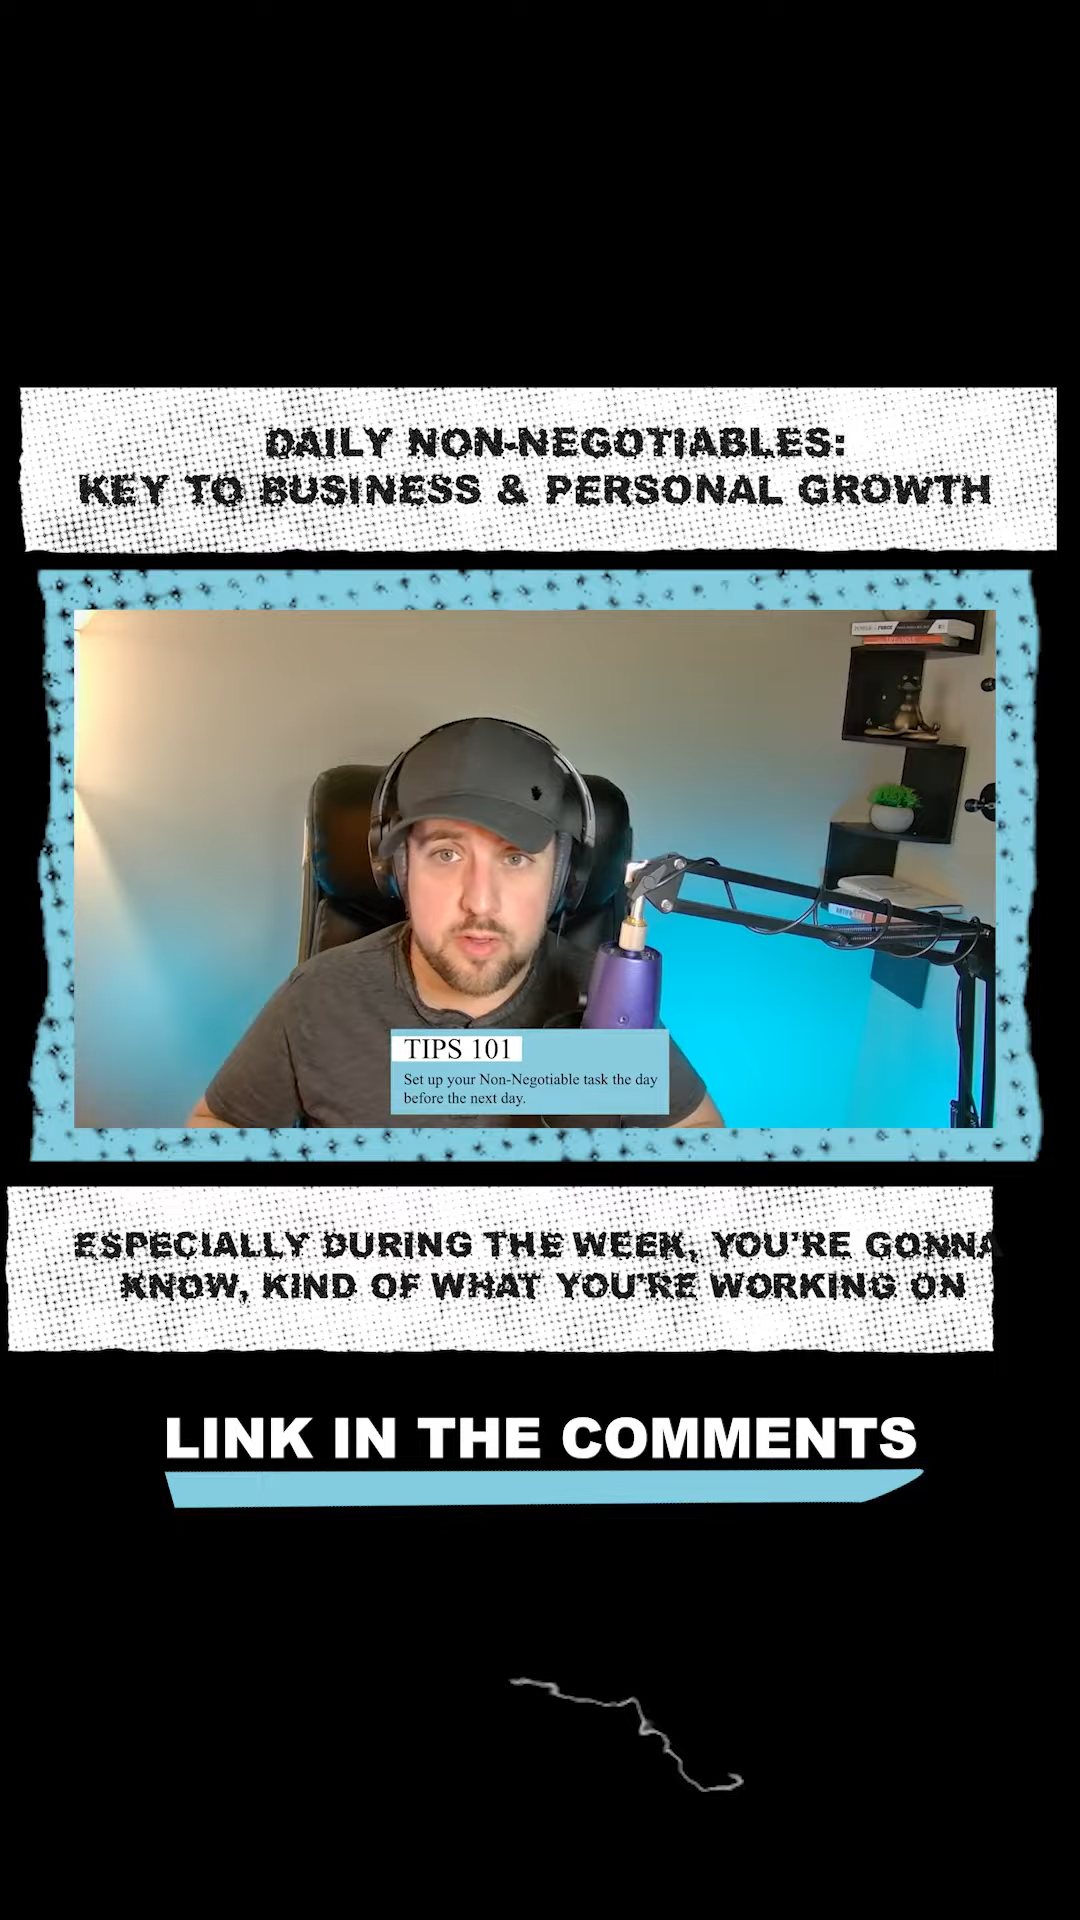 DAILY NON-NEGOTIABLES:
KEY TO BUSINESS & PERSONAL GROWTH
TIPS 101
Set up your Non-Negotiable task the day
before the next day.
ESPECIALLY DURING THE WEEK, YOU'RE GONNA
KNOW, KIND OF WHAT YOU'RE WORKING ON
LINK IN THE COMMENTS